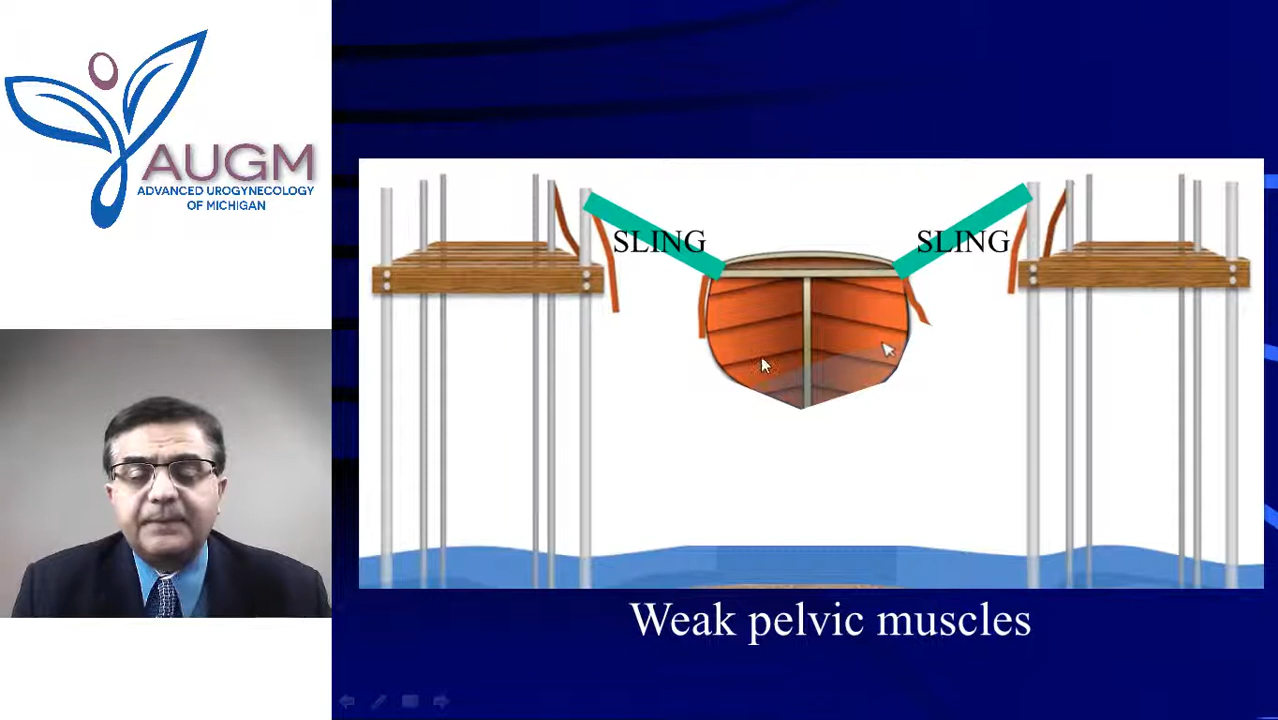 AUGM
ADVANCED UROGYNECOLOGY
OF MICHIGAN
SLING SLING
Weak pelvic muscles